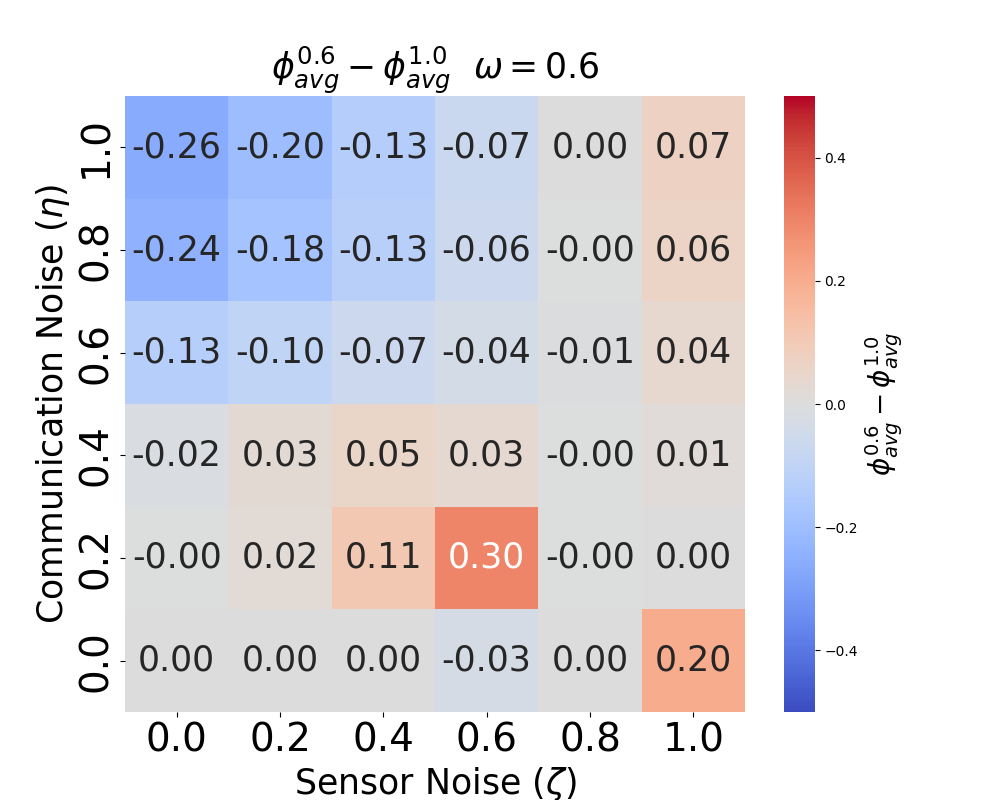 ϕ_avg^0.6 − ϕ_avg^1.0 ω = 0.6
Communication Noise (η)
1.0 -0.26 -0.20 -0.13 -0.07 0.00 0.07
0.8 -0.24 -0.18 -0.13 -0.06 -0.00 0.06
0.6 -0.13 -0.10 -0.07 -0.04 -0.01 0.04
0.4 -0.02 0.03 0.05 0.03 -0.00 0.01
0.2 -0.00 0.02 0.11 0.30 -0.00 0.00
0.0 0.00 0.00 0.00 -0.03 0.00 0.20
0.0 0.2 0.4 0.6 0.8 1.0
Sensor Noise (ζ)
0.4
0.2
0.0
−0.2
−0.4
ϕ_avg^0.6 − ϕ_avg^1.0